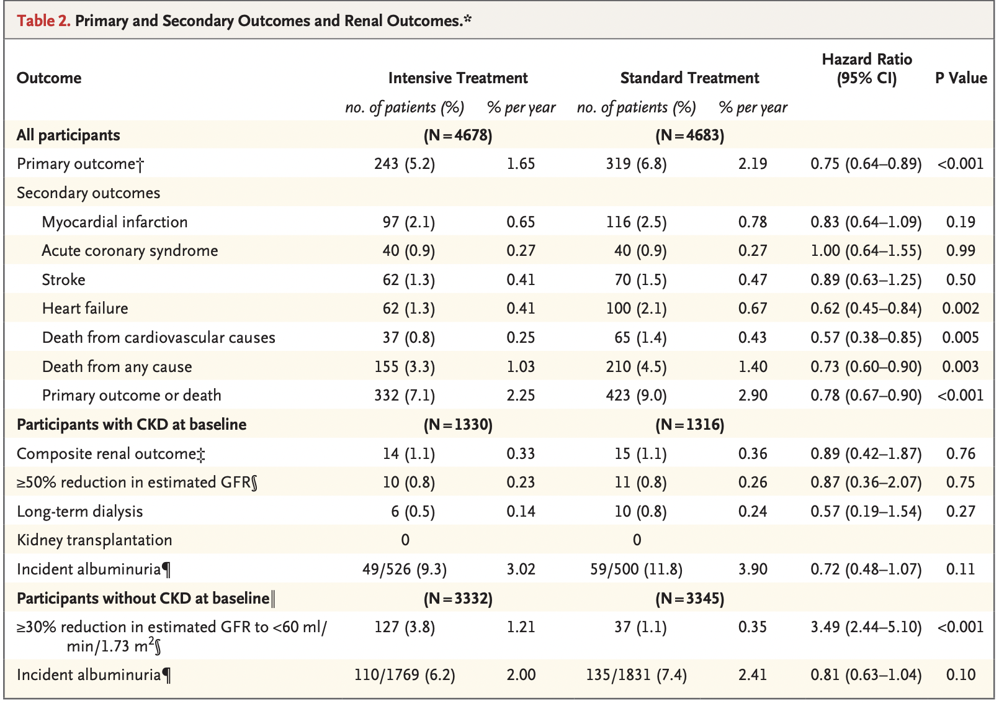 Table 2. Primary and Secondary Outcomes and Renal Outcomes.*
Outcome Intensive Treatment Standard Treatment Hazard Ratio (95% CI) P Value
no. of patients (%) % per year no. of patients (%) % per year
All participants (N=4678) (N=4683)
Primary outcome† 243 (5.2) 1.65 319 (6.8) 2.19 0.75 (0.64–0.89) <0.001
Secondary outcomes
Myocardial infarction 97 (2.1) 0.65 116 (2.5) 0.78 0.83 (0.64–1.09) 0.19
Acute coronary syndrome 40 (0.9) 0.27 40 (0.9) 0.27 1.00 (0.64–1.55) 0.99
Stroke 62 (1.3) 0.41 70 (1.5) 0.47 0.89 (0.63–1.25) 0.50
Heart failure 62 (1.3) 0.41 100 (2.1) 0.67 0.62 (0.45–0.84) 0.002
Death from cardiovascular causes 37 (0.8) 0.25 65 (1.4) 0.43 0.57 (0.38–0.85) 0.005
Death from any cause 155 (3.3) 1.03 210 (4.5) 1.40 0.73 (0.60–0.90) 0.003
Primary outcome or death 332 (7.1) 2.25 423 (9.0) 2.90 0.78 (0.67–0.90) <0.001
Participants with CKD at baseline (N=1330) (N=1316)
Composite renal outcome‡ 14 (1.1) 0.33 15 (1.1) 0.36 0.89 (0.42–1.87) 0.76
≥50% reduction in estimated GFR§ 10 (0.8) 0.23 11 (0.8) 0.26 0.87 (0.36–2.07) 0.75
Long-term dialysis 6 (0.5) 0.14 10 (0.8) 0.24 0.57 (0.19–1.54) 0.27
Kidney transplantation 0 0
Incident albuminuria¶ 49/526 (9.3) 3.02 59/500 (11.8) 3.90 0.72 (0.48–1.07) 0.11
Participants without CKD at baseline‖ (N=3332) (N=3345)
≥30% reduction in estimated GFR to <60 ml/ 127 (3.8) 1.21 37 (1.1) 0.35 3.49 (2.44–5.10) <0.001
min/1.73 m²§
Incident albuminuria¶ 110/1769 (6.2) 2.00 135/1831 (7.4) 2.41 0.81 (0.63–1.04) 0.10